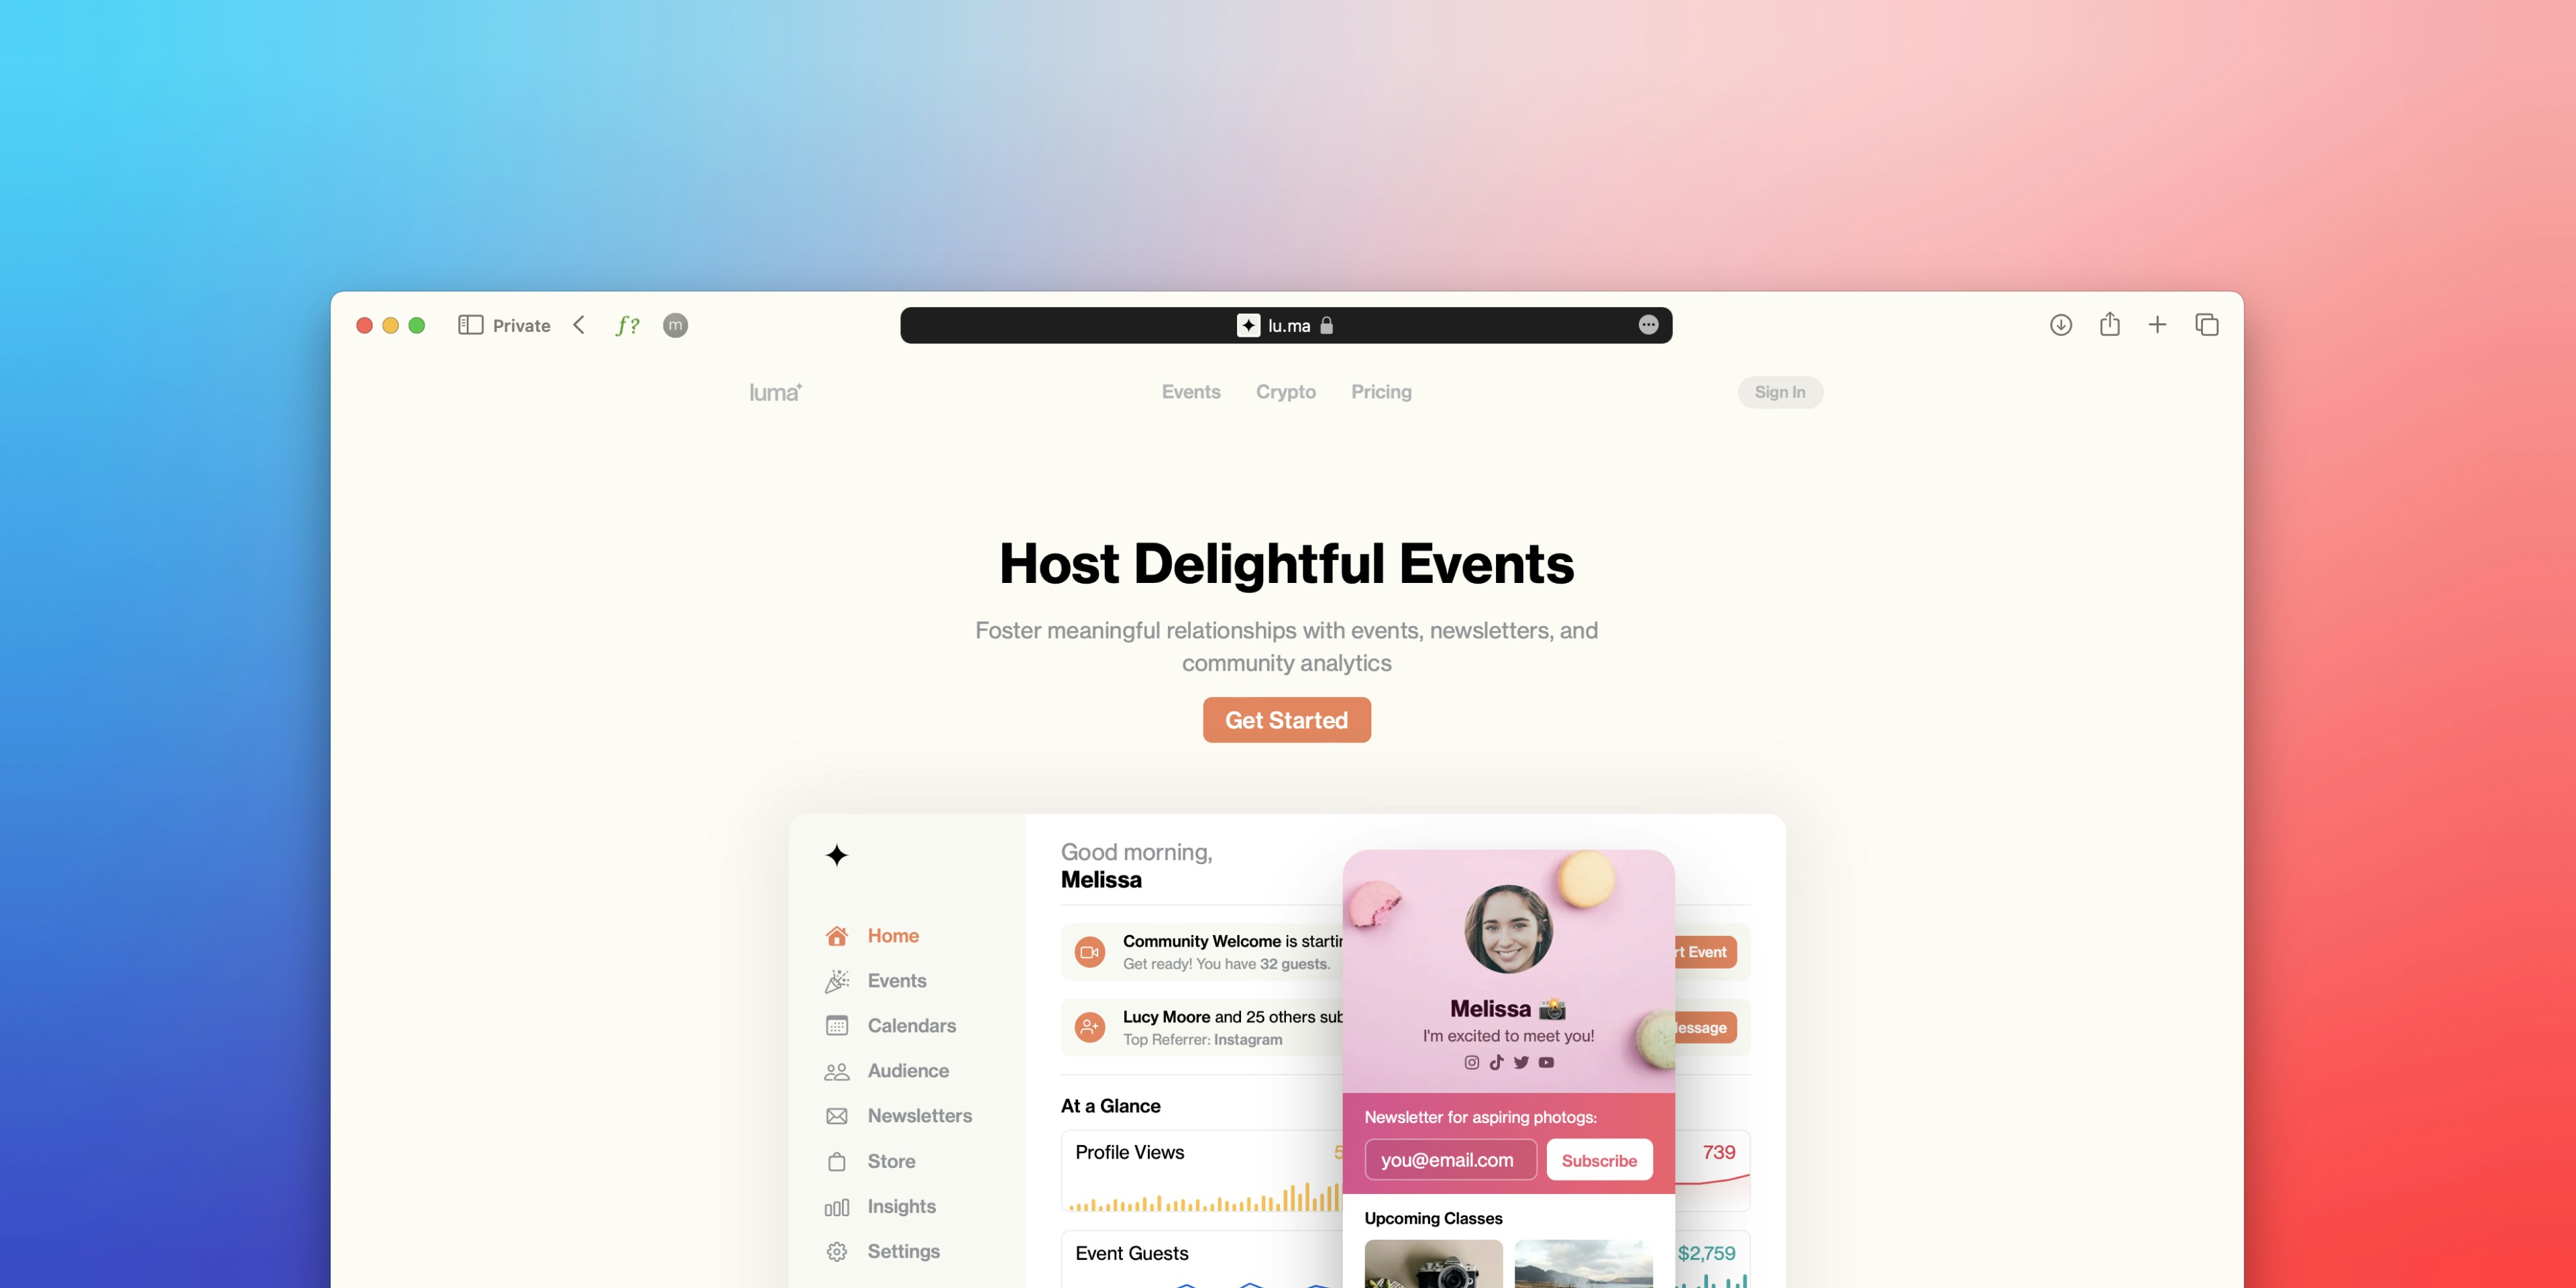 Private
f?
m
lu.ma
luma
Events
Crypto
Pricing
Sign In
Host Delightful Events
Foster meaningful relationships with events, newsletters, and
community analytics
Get Started
Home
Events
Calendars
Audience
Newsletters
Store
Insights
Settings
Good morning,
Melissa
Community Welcome is startin
Get ready! You have 32 guests.
rt Event
Lucy Moore and 25 others sub
Top Referrer: Instagram
essage
At a Glance
Profile Views
5
739
Event Guests
$2,759
Melissa 📸
I'm excited to meet you!
Newsletter for aspiring photogs:
you@email.com
Subscribe
Upcoming Classes